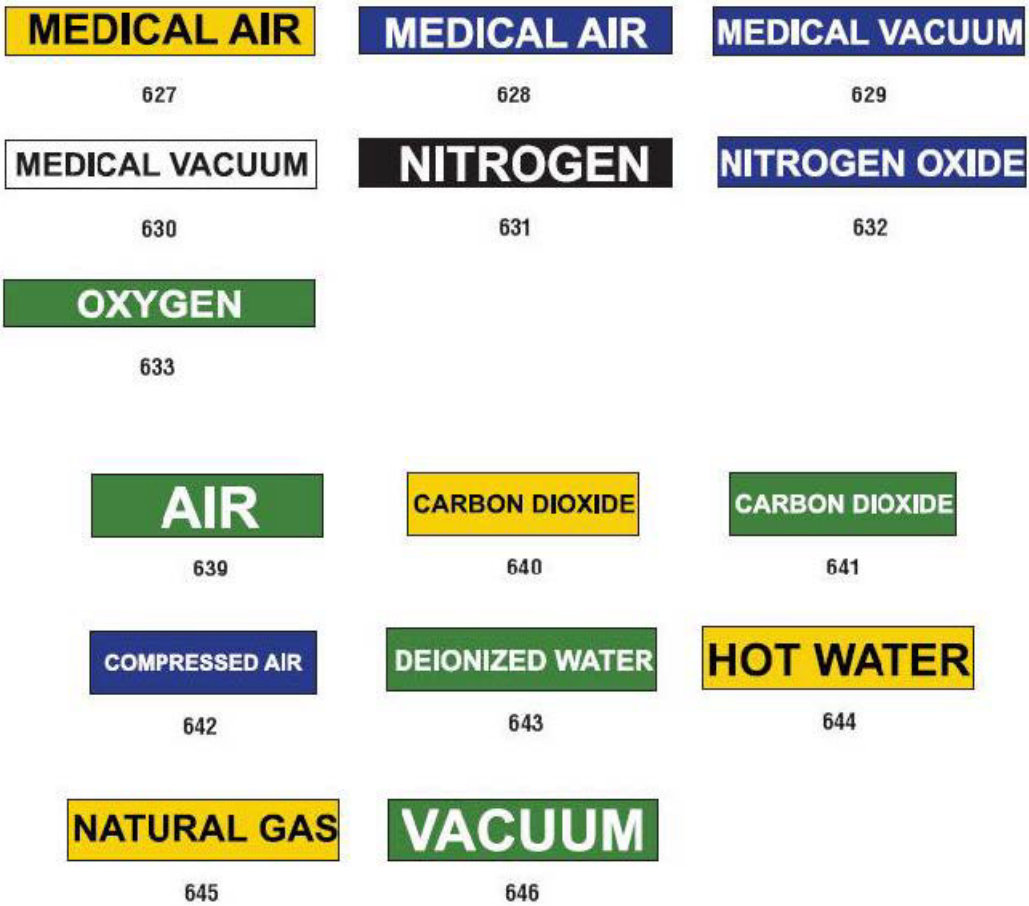 MEDICAL AIR
MEDICAL AIR
MEDICAL VACUUM
627
628
629
MEDICAL VACUUM
NITROGEN
NITROGEN OXIDE
630
631
632
OXYGEN
633
AIR
CARBON DIOXIDE
CARBON DIOXIDE
639
640
641
COMPRESSED AIR
DEIONIZED WATER
HOT WATER
642
643
644
NATURAL GAS
VACUUM
645
646